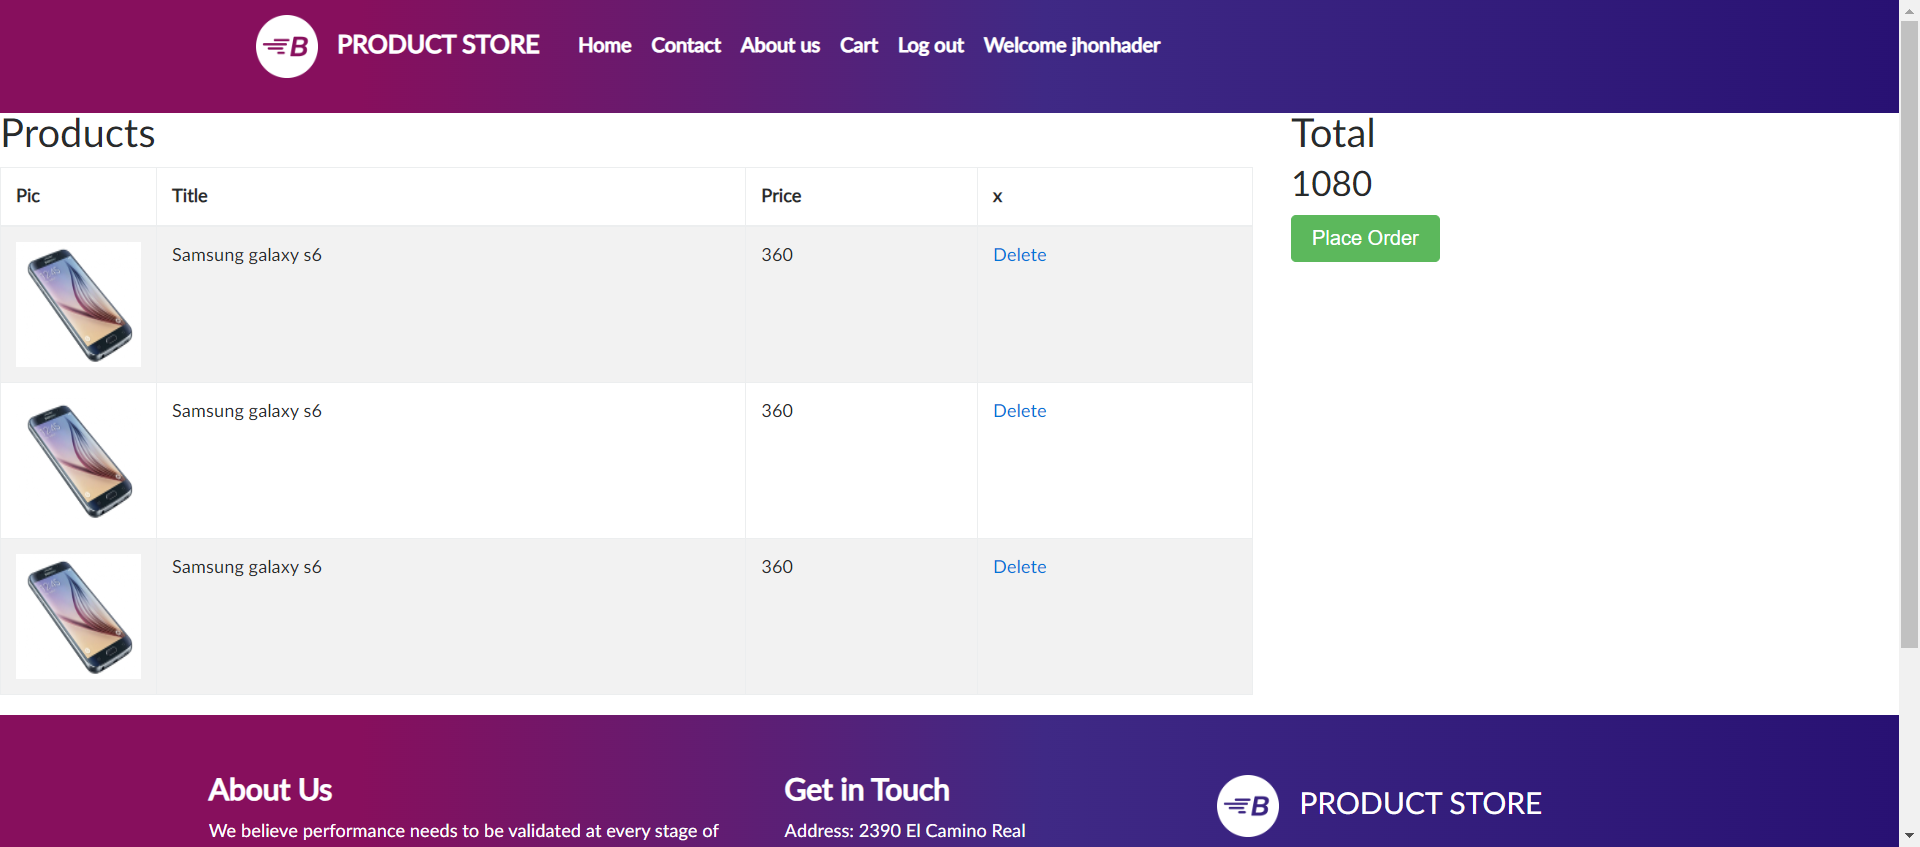 B PRODUCT STORE Home Contact About us Cart Log out Welcome jhonhader
Products
Total
1080
Place Order
Pic Title Price x
Samsung galaxy s6 360 Delete
Samsung galaxy s6 360 Delete
Samsung galaxy s6 360 Delete
About Us
We believe performance needs to be validated at every stage of
Get in Touch
Address: 2390 El Camino Real
B PRODUCT STORE